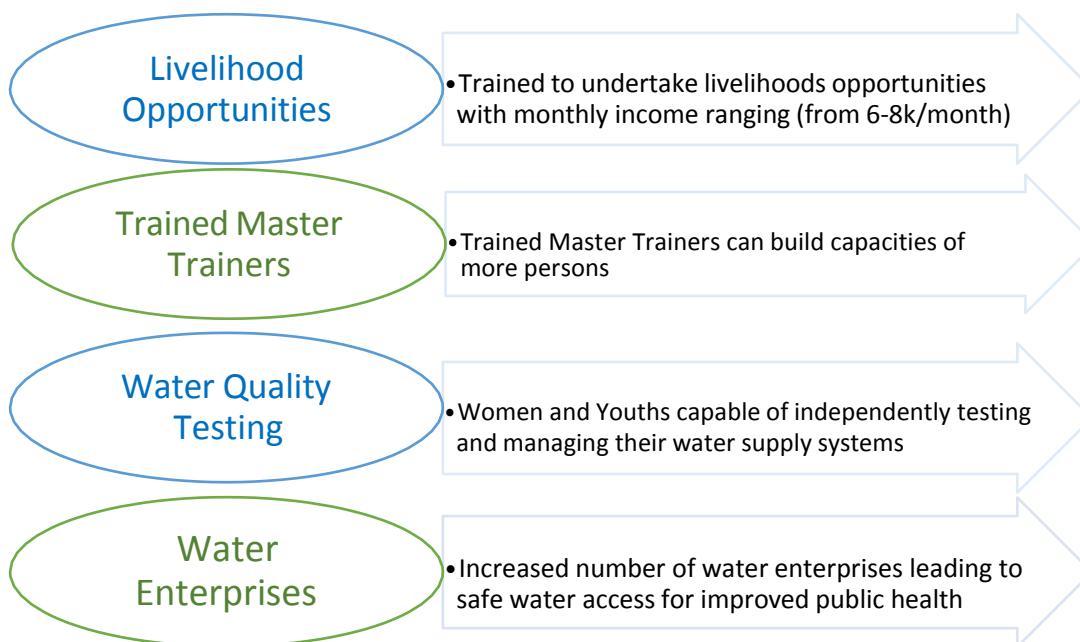 Livelihood
Opportunities
•Trained to undertake livelihoods opportunities
with monthly income ranging (from 6-8k/month)
Trained Master
Trainers
•Trained Master Trainers can build capacities of
more persons
Water Quality
Testing
•Women and Youths capable of independently testing
and managing their water supply systems
Water
Enterprises
•Increased number of water enterprises leading to
safe water access for improved public health